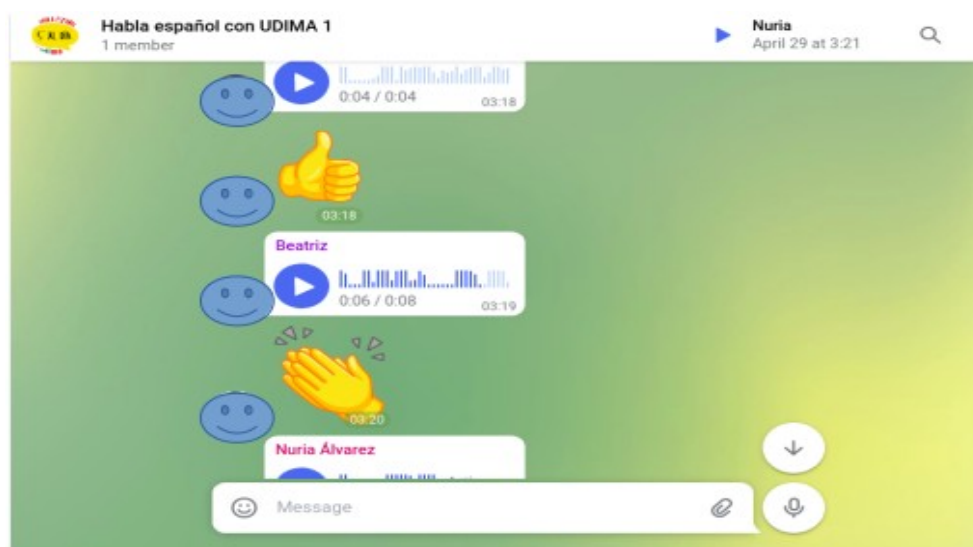 Habla español con UDIMA 1
1 member
Nuria
April 29 at 3:21
0:04 / 0:04
03:18
03:18
Beatriz
0:06 / 0:08
03:19
03:20
Nuria Álvarez
Message